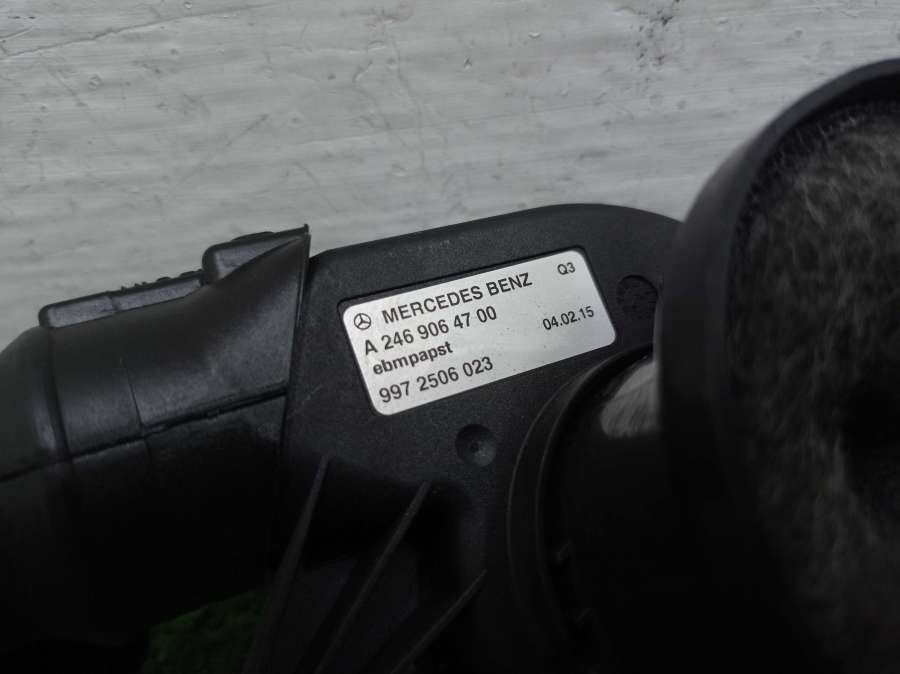 MERCEDES BENZ Q3
A 246 906 47 00 04.02.15
ebmpapst
997 2506 023